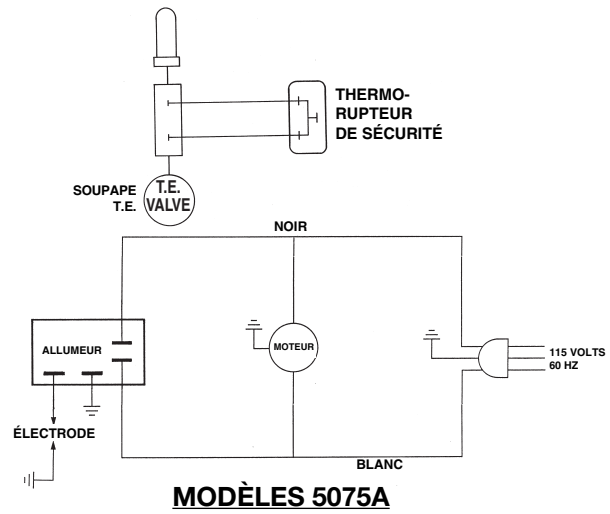 THERMO-
RUPTEUR
DE SÉCURITÉ
SOUPAPE
T.E.
T.E.
VALVE
NOIR
ALLUMEUR
MOTEUR
115 VOLTS
60 HZ
ÉLECTRODE
BLANC
MODÈLES 5075A